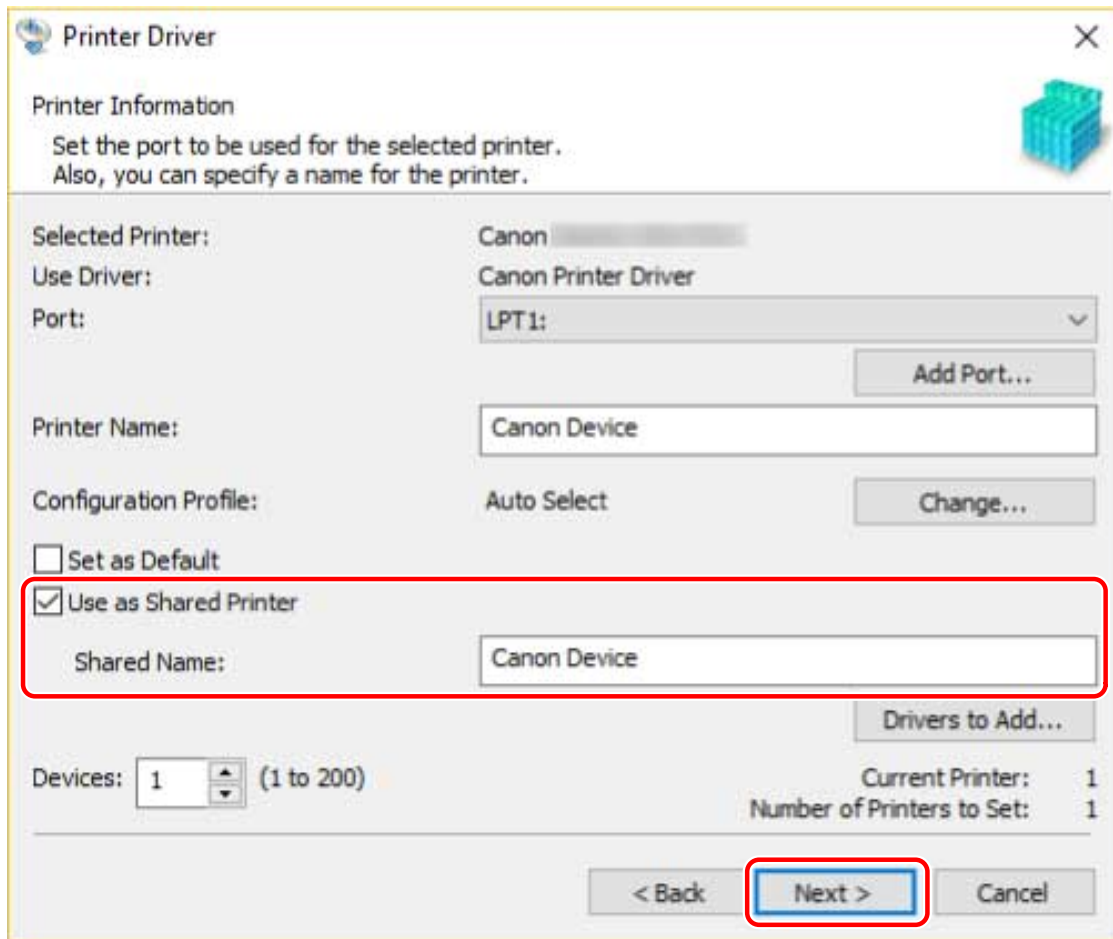 Printer Driver
Printer Information
Set the port to be used for the selected printer.
Also, you can specify a name for the printer.
Selected Printer: Canon
Use Driver: Canon Printer Driver
Port: LPT1:
Add Port...
Printer Name: Canon Device
Configuration Profile: Auto Select Change...
Set as Default
Use as Shared Printer
Shared Name: Canon Device
Drivers to Add...
Devices: 1 (1 to 200) Current Printer: 1
Number of Printers to Set: 1
< Back Next > Cancel